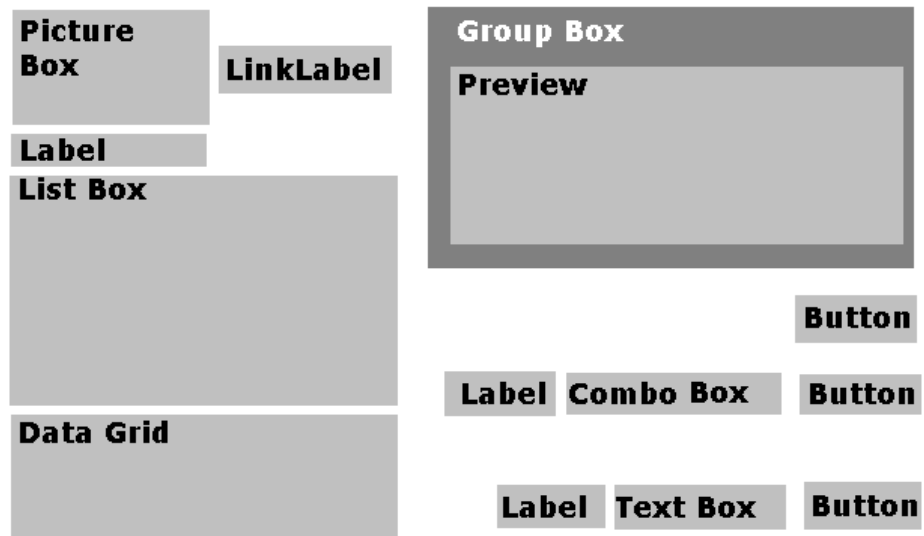 Picture
Box
LinkLabel
Label
List Box
Data Grid
Group Box
Preview
Button
Label Combo Box Button
Label Text Box Button